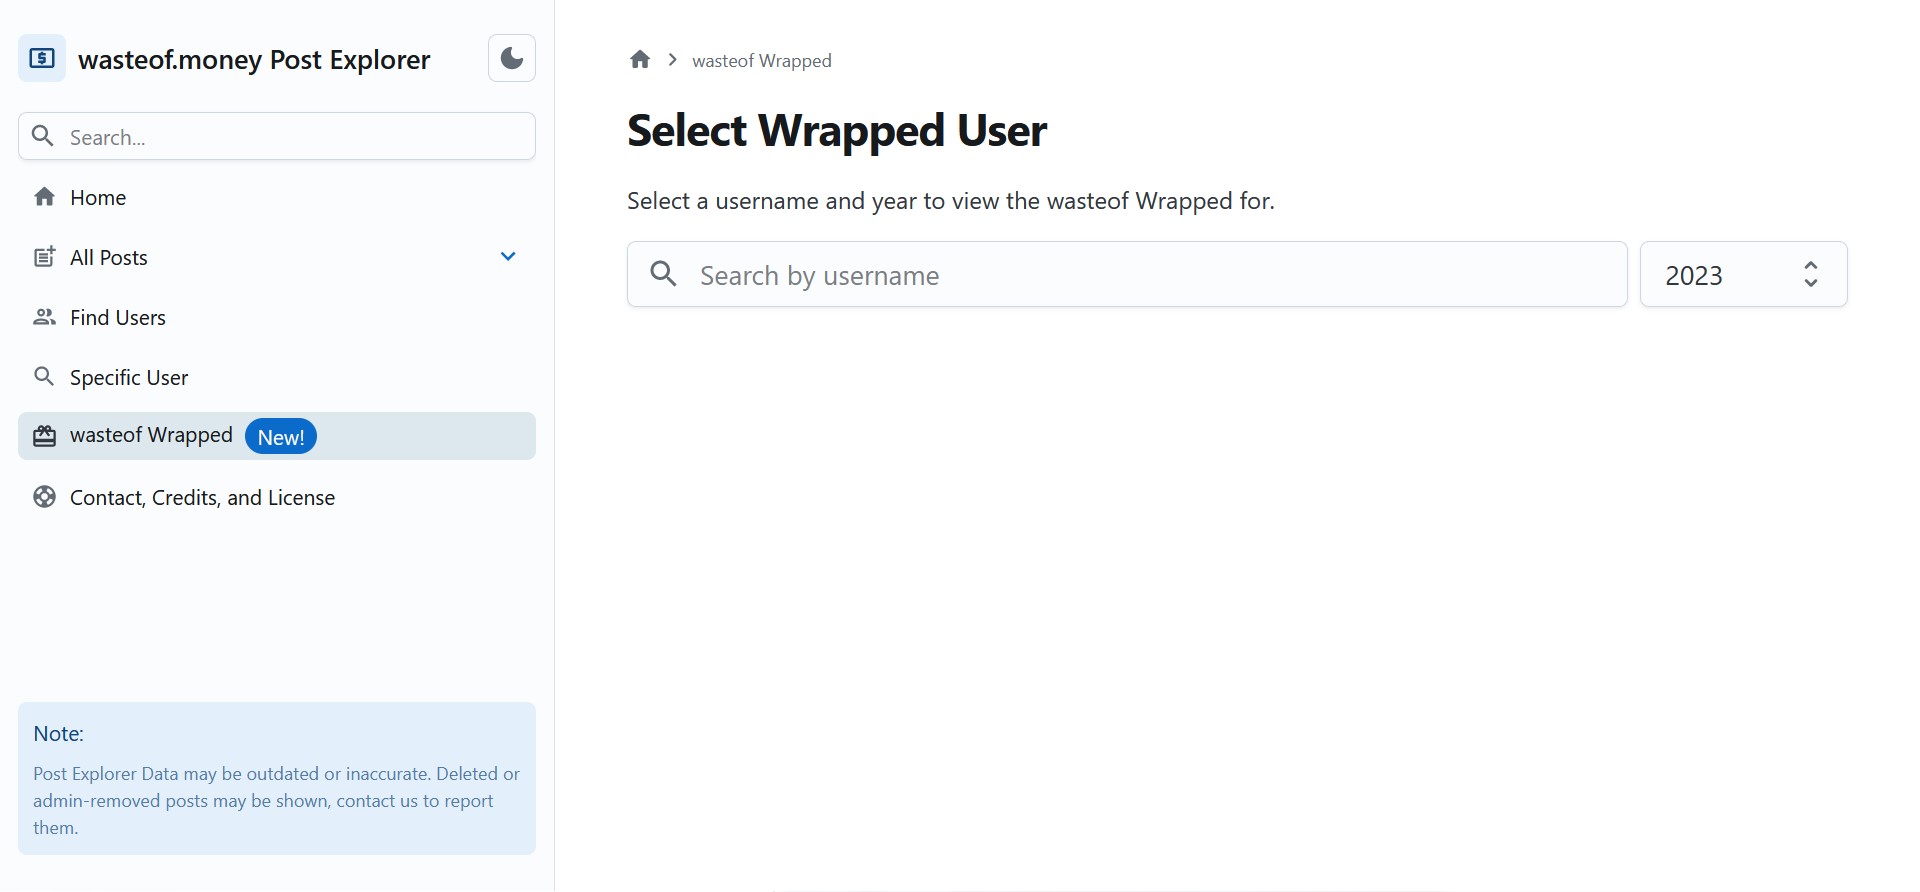 wasteof.money Post Explorer
Search...
Home
All Posts
Find Users
Specific User
wasteof Wrapped New!
Contact, Credits, and License
Note:
Post Explorer Data may be outdated or inaccurate. Deleted or
admin-removed posts may be shown, contact us to report
them.
wasteof Wrapped
Select Wrapped User
Select a username and year to view the wasteof Wrapped for.
Search by username
2023